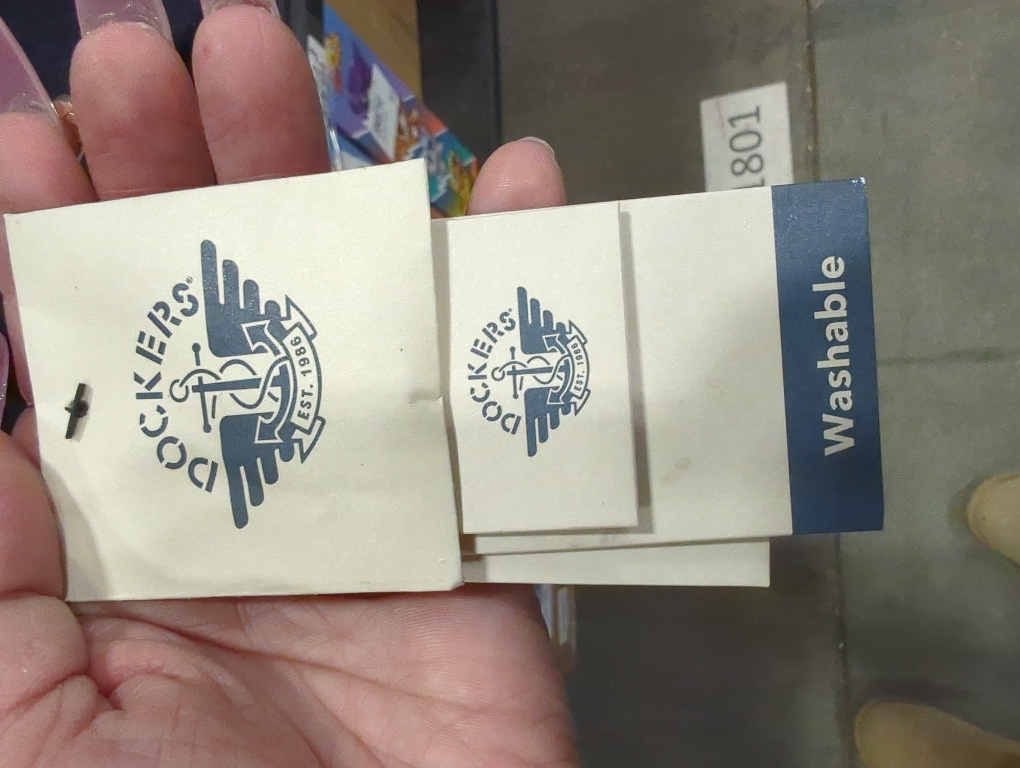 DOCKERS®
EST. 1986
DOCKERS®
EST. 1986
Washable
1801